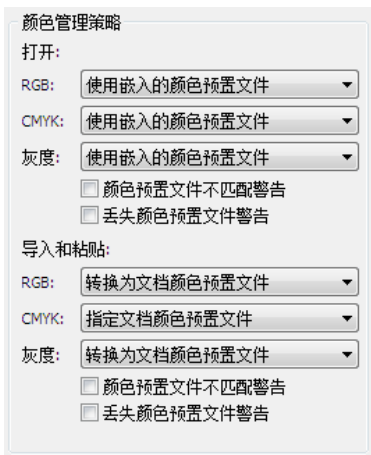 颜色管理策略
打开:
RGB: 使用嵌入的颜色预置文件
CMYK: 使用嵌入的颜色预置文件
灰度: 使用嵌入的颜色预置文件
颜色预置文件不匹配警告
丢失颜色预置文件警告
导入和粘贴:
RGB: 转换为文档颜色预置文件
CMYK: 指定文档颜色预置文件
灰度: 转换为文档颜色预置文件
颜色预置文件不匹配警告
丢失颜色预置文件警告